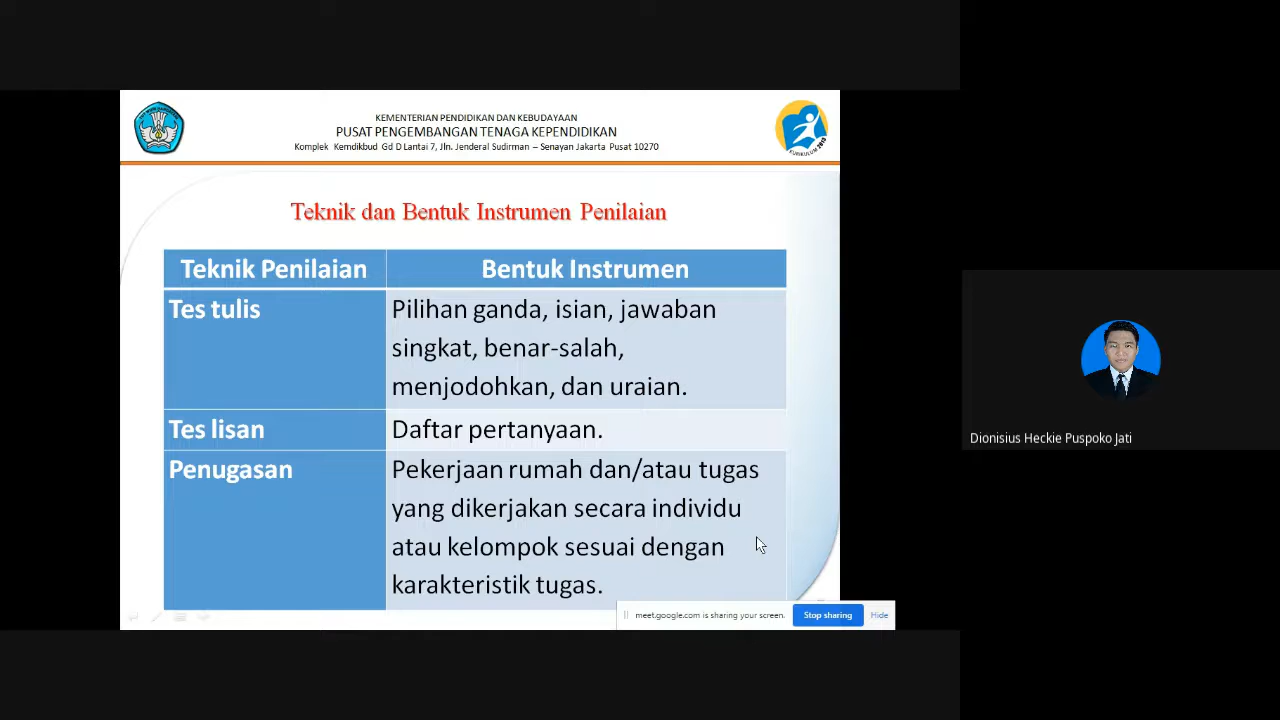 KEMENTERIAN PENDIDIKAN DAN KEBUDAYAAN
PUSAT PENGEMBANGAN TENAGA KEPENDIDIKAN
Komplek Kemdikbud Gd D Lantai 7, Jln. Jenderal Sudirman – Senayan Jakarta Pusat 10270
KURIKULUM 2013
Teknik dan Bentuk Instrumen Penilaian
Teknik Penilaian
Bentuk Instrumen
Tes tulis
Pilihan ganda, isian, jawaban
singkat, benar-salah,
menjodohkan, dan uraian.
Tes lisan
Daftar pertanyaan.
Penugasan
Pekerjaan rumah dan/atau tugas
yang dikerjakan secara individu
atau kelompok sesuai dengan
karakteristik tugas.
meet.google.com is sharing your screen.
Stop sharing
Hide
Dionisius Heckie Puspoko Jati